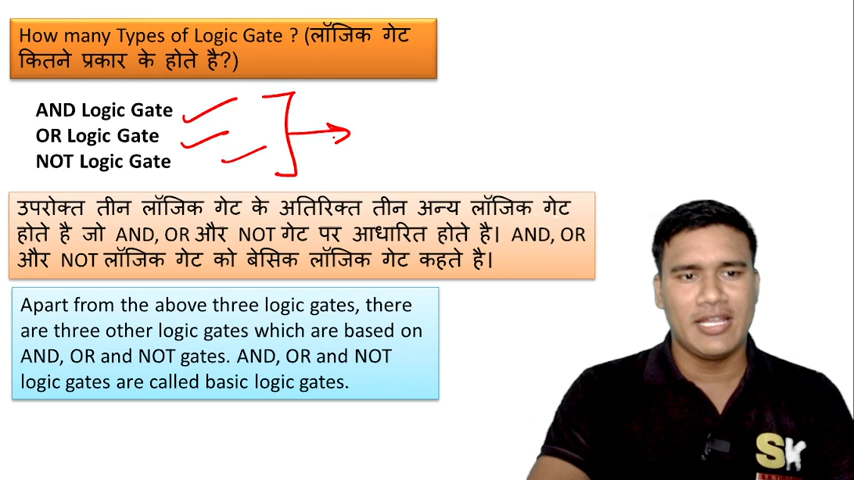 How many Types of Logic Gate ? (लॉजिक गेट
कितने प्रकार के होते है?)
AND Logic Gate
OR Logic Gate
NOT Logic Gate
उपरोक्त तीन लॉजिक गेट के अतिरिक्त तीन अन्य लॉजिक गेट
होते है जो AND, OR और NOT गेट पर आधारित होते है। AND, OR
और NOT लॉजिक गेट को बेसिक लॉजिक गेट कहते है।
Apart from the above three logic gates, there
are three other logic gates which are based on
AND, OR and NOT gates. AND, OR and NOT
logic gates are called basic logic gates.
SK